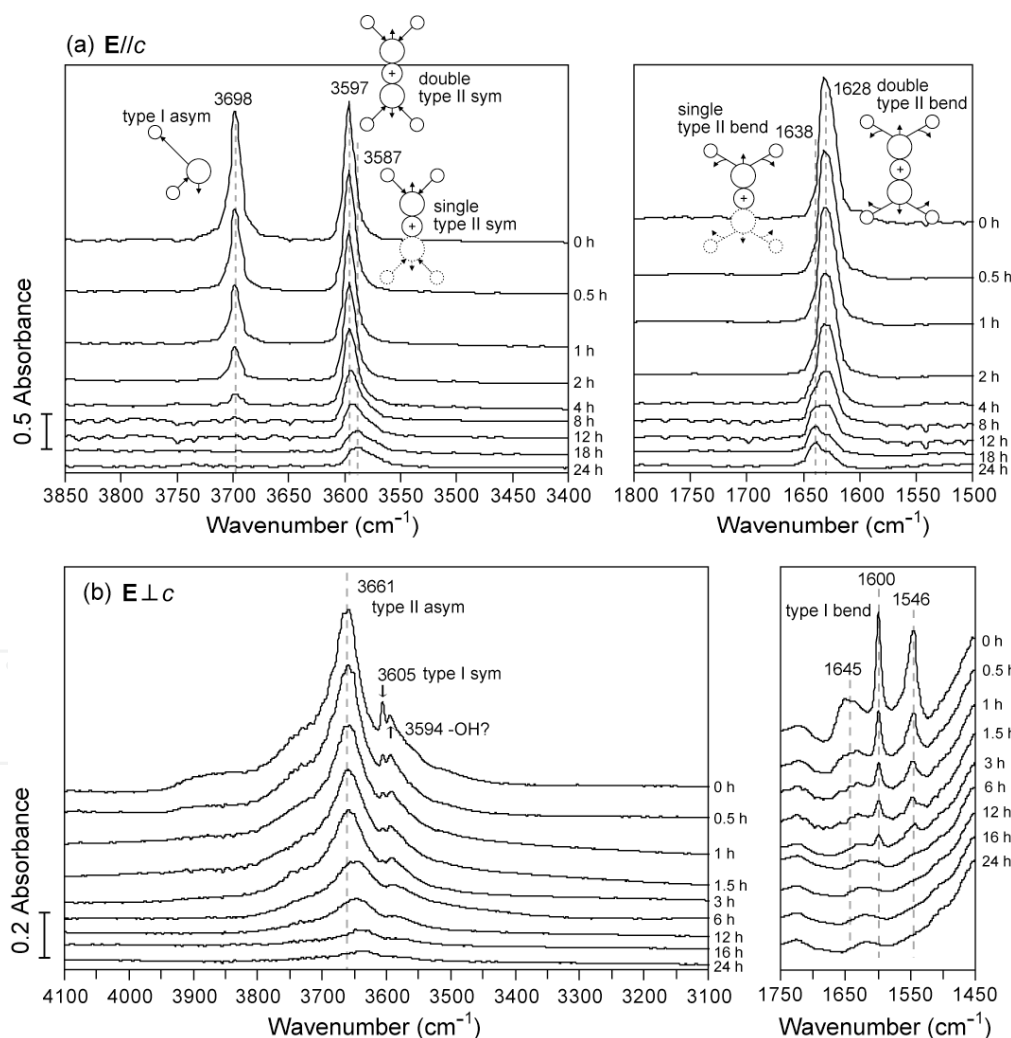 (a) E//c
type I asym
3698
3597
double
type II sym
3587
single
type II sym
0 h
0.5 h
1 h
2 h
4 h
8 h
12 h
18 h
24 h
0.5 Absorbance
3850 3800 3750 3700 3650 3600 3550 3500 3450 3400
Wavenumber (cm⁻¹)
single
type II bend
1638
1628
double
type II bend
0 h
0.5 h
1 h
2 h
4 h
8 h
12 h
18 h
24 h
1800 1700 1600 1550 1500
Wavenumber (cm⁻¹)
(b) E⊥c
3661
type II asym
3605 type I sym
3594 -OH?
0 h
0.5 h
1 h
1.5 h
3 h
6 h
12 h
16 h
24 h
0.2 Absorbance
4100 4000 3900 3800 3700 3600 3500 3400 3300 3200 3100
Wavenumber (cm⁻¹)
1600
type I bend
1546
1645
0 h
0.5 h
1 h
1.5 h
3 h
6 h
12 h
16 h
24 h
1750 1650 1550 1450
Wavenumber (cm⁻¹)